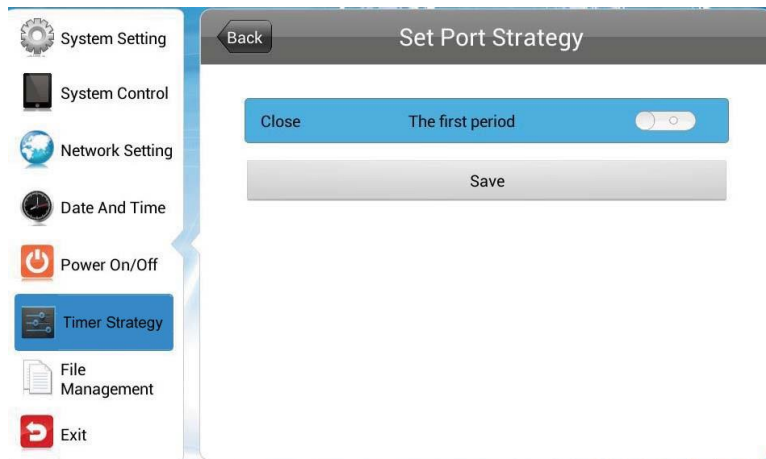 System Setting
System Control
Network Setting
Date And Time
Power On/Off
Timer Strategy
File
Management
Exit
Back
Set Port Strategy
Close The first period
Save